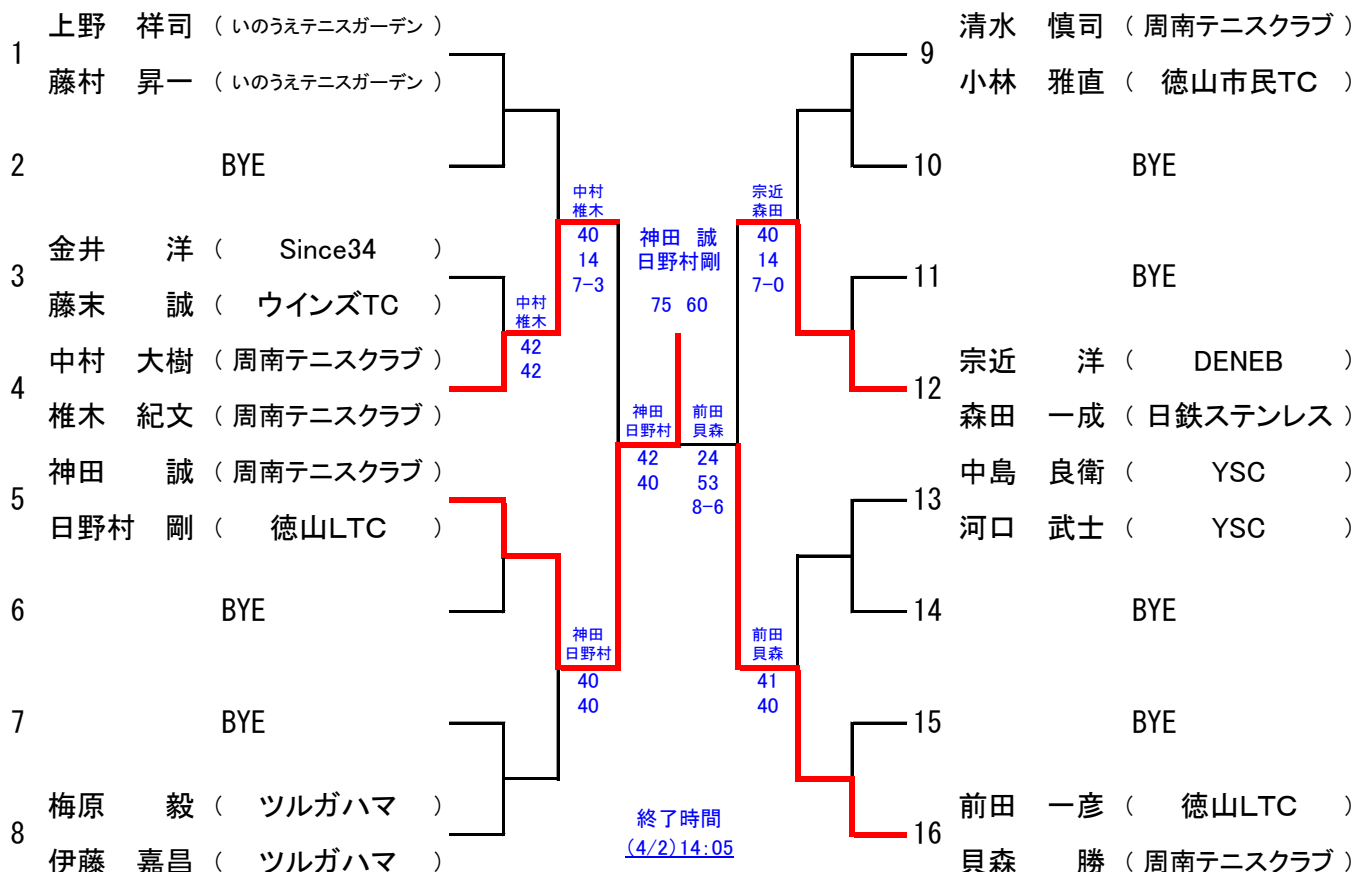 1
上野　祥司 ( いのうえテニスガーデン )
藤村　昇一 ( いのうえテニスガーデン )
2
BYE
3
金井　　洋 ( Since34 )
藤末　　誠 ( ウインズTC )
4
中村　大樹 ( 周南テニスクラブ )
椎木　紀文 ( 周南テニスクラブ )
5
神田　　誠 ( 周南テニスクラブ )
日野村　剛 ( 徳山LTC )
6
BYE
7
BYE
8
梅原　　毅 ( ツルガハマ )
伊藤　嘉昌 ( ツルガハマ )
中村
椎木
42
42
中村
椎木
40
14
7-3
神田
日野村
40
40
神田
日野村
42
40
神田　誠
日野村剛
75 60
前田
貝森
24
53
8-6
宗近
森田
40
14
7-0
前田
貝森
41
40
終了時間
(4/2)14:05
9
清水　慎司 ( 周南テニスクラブ )
小林　雅直 ( 徳山市民TC )
10
BYE
11
BYE
12
宗近　　洋 ( DENEB )
森田　一成 ( 日鉄ステンレス )
13
中島　良衛 ( YSC )
河口　武士 ( YSC )
14
BYE
15
BYE
16
前田　一彦 ( 徳山LTC )
貝森　　勝 ( 周南テニスクラブ )